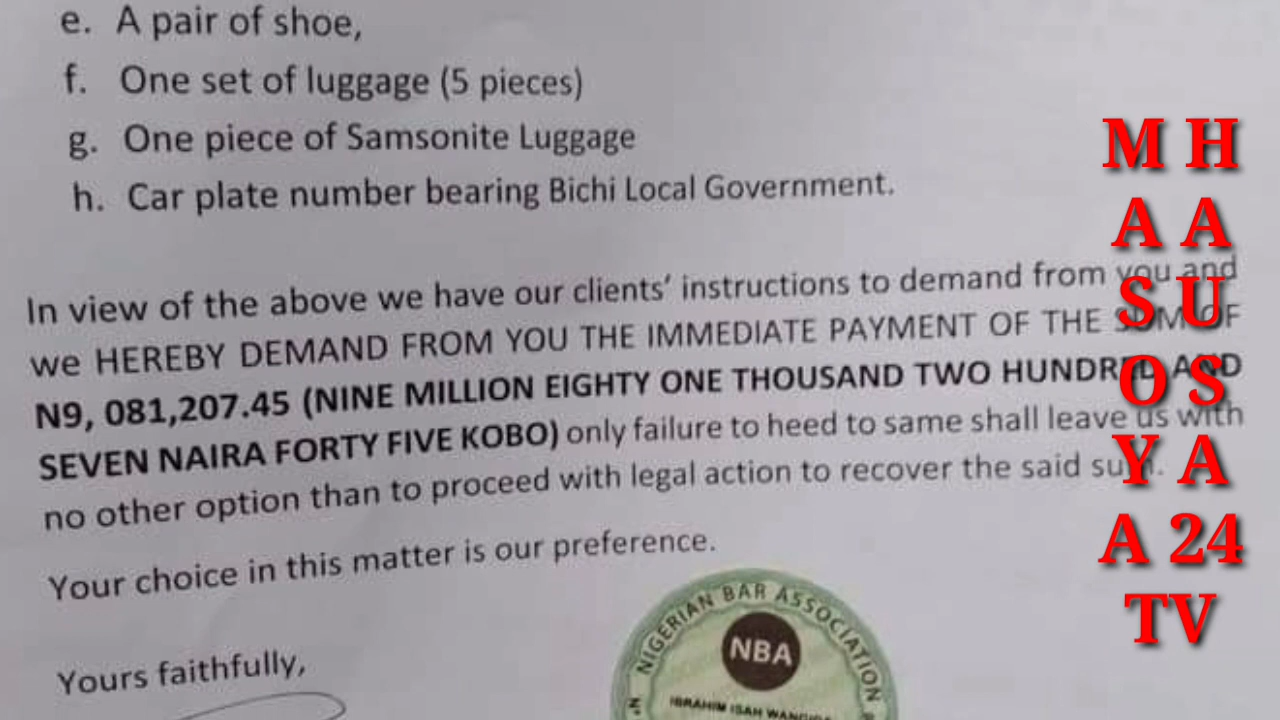 e. A pair of shoe,
f. One set of luggage (5 pieces)
g. One piece of Samsonite Luggage
h. Car plate number bearing Bichi Local Government.
In view of the above we have our clients' instructions to demand from you and
we HEREBY DEMAND FROM YOU THE IMMEDIATE PAYMENT OF THE SUM OF
N9, 081,207.45 (NINE MILLION EIGHTY ONE THOUSAND TWO HUNDRED AND
SEVEN NAIRA FORTY FIVE KOBO) only failure to heed to same shall leave us with
no other option than to proceed with legal action to recover the said sum.
Your choice in this matter is our preference.
Yours faithfully,
NIGERIAN BAR ASSOCIATION
NBA
IBRAHIM ISAH
M H
A A
S U
O S
Y A
A 24
TV